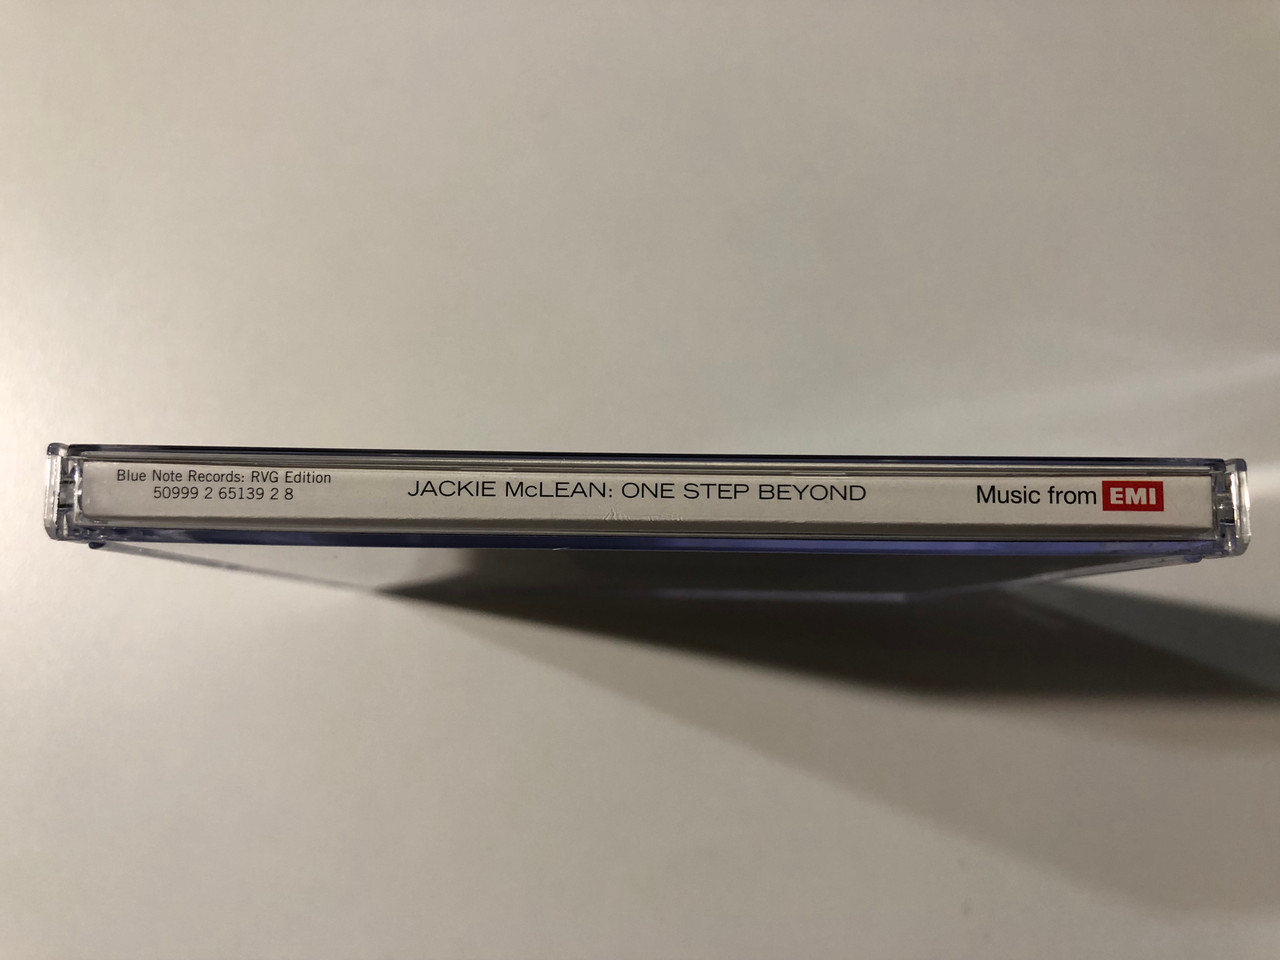 Blue Note Records: RVG Edition
50999 2 65139 2 8
JACKIE McLEAN: ONE STEP BEYOND
Music from EMI